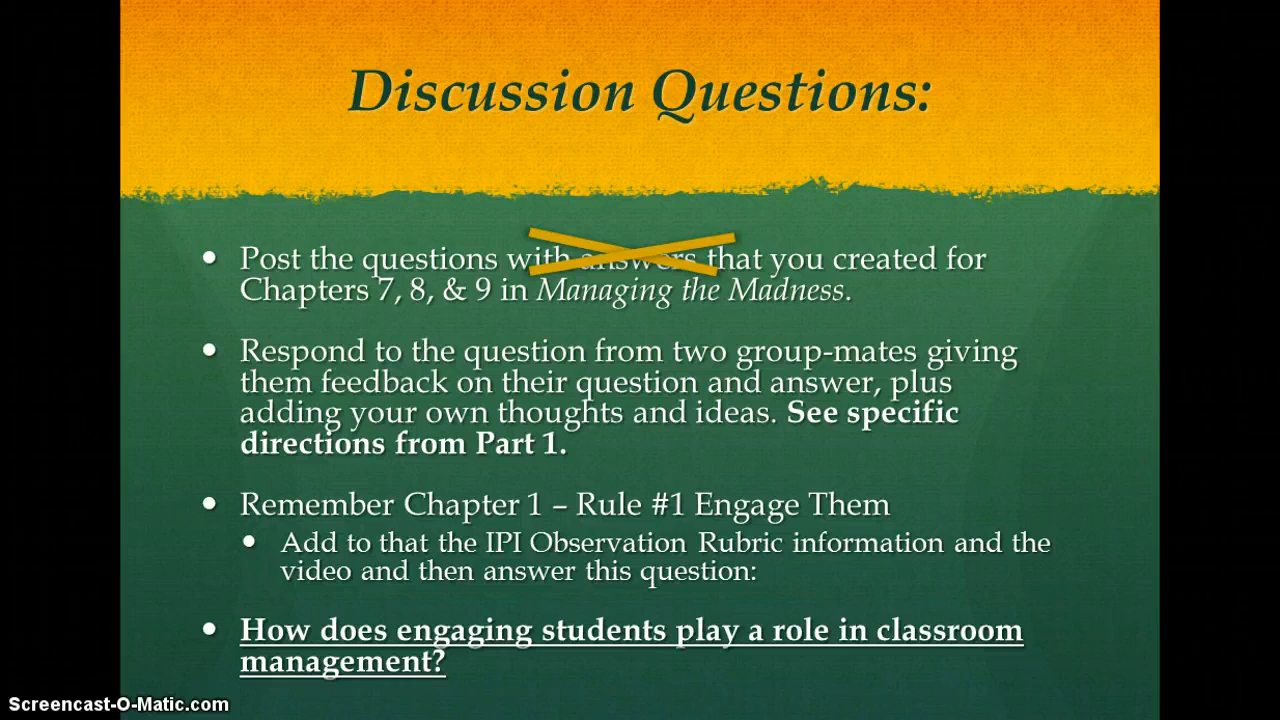 Discussion Questions:
• Post the questions with answers that you created for
Chapters 7, 8, & 9 in Managing the Madness.
• Respond to the question from two group-mates giving
them feedback on their question and answer, plus
adding your own thoughts and ideas. See specific
directions from Part 1.
• Remember Chapter 1 – Rule #1 Engage Them
• Add to that the IPI Observation Rubric information and the
video and then answer this question:
• How does engaging students play a role in classroom
management?
Screencast-O-Matic.com